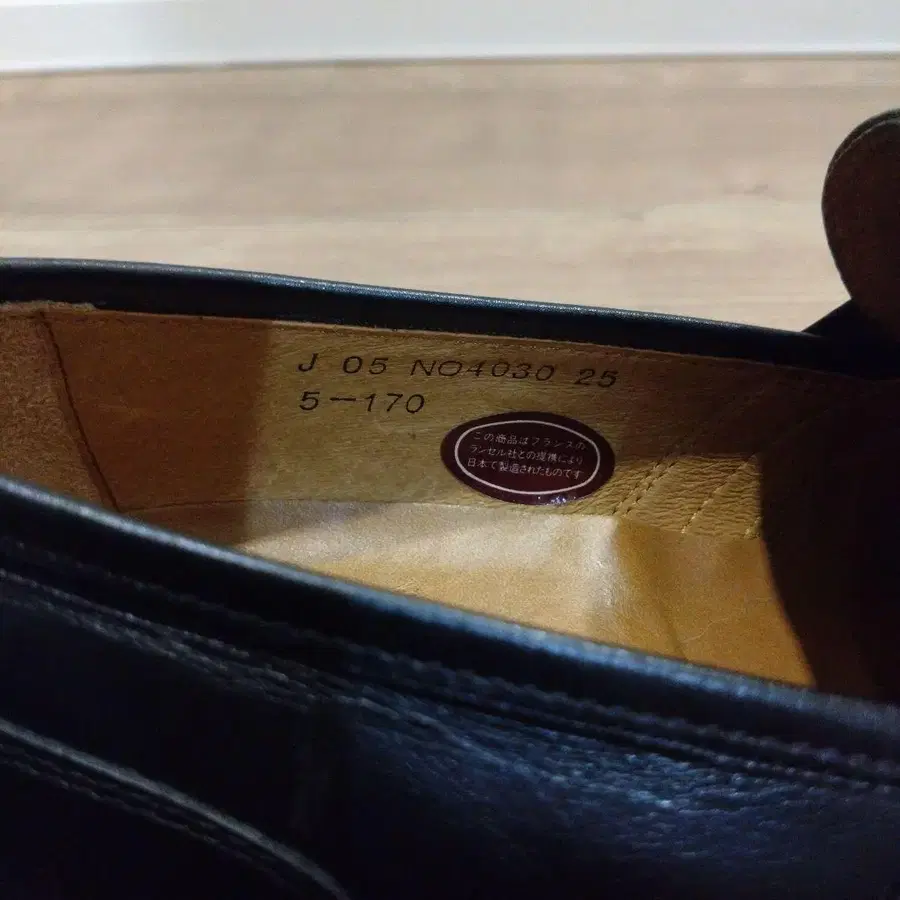 J 05 NO4030 25
5-170
この商品はフランスの
ランセル社との提携により
日本で製造されたものです